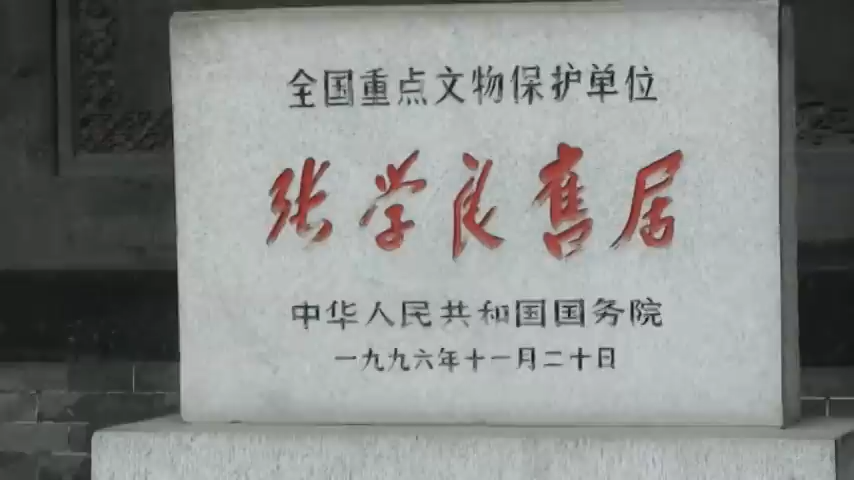 全国重点文物保护单位
张学良舊居
中华人民共和国国务院
一九九六年十一月二十日